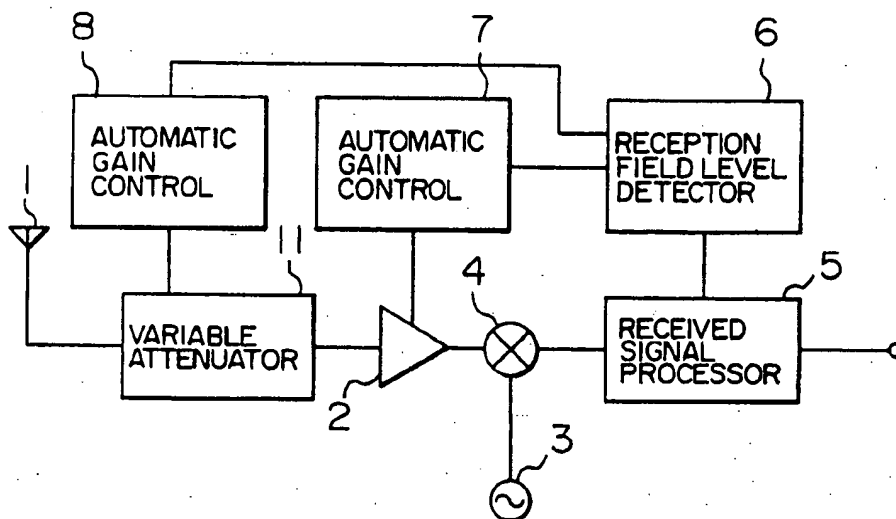 8
7
6
AUTOMATIC
GAIN
CONTROL
AUTOMATIC
GAIN
CONTROL
RECEPTION
FIELD LEVEL
DETECTOR
1
11
4
5
VARIABLE
ATTENUATOR
RECEIVED
SIGNAL
PROCESSOR
2
3